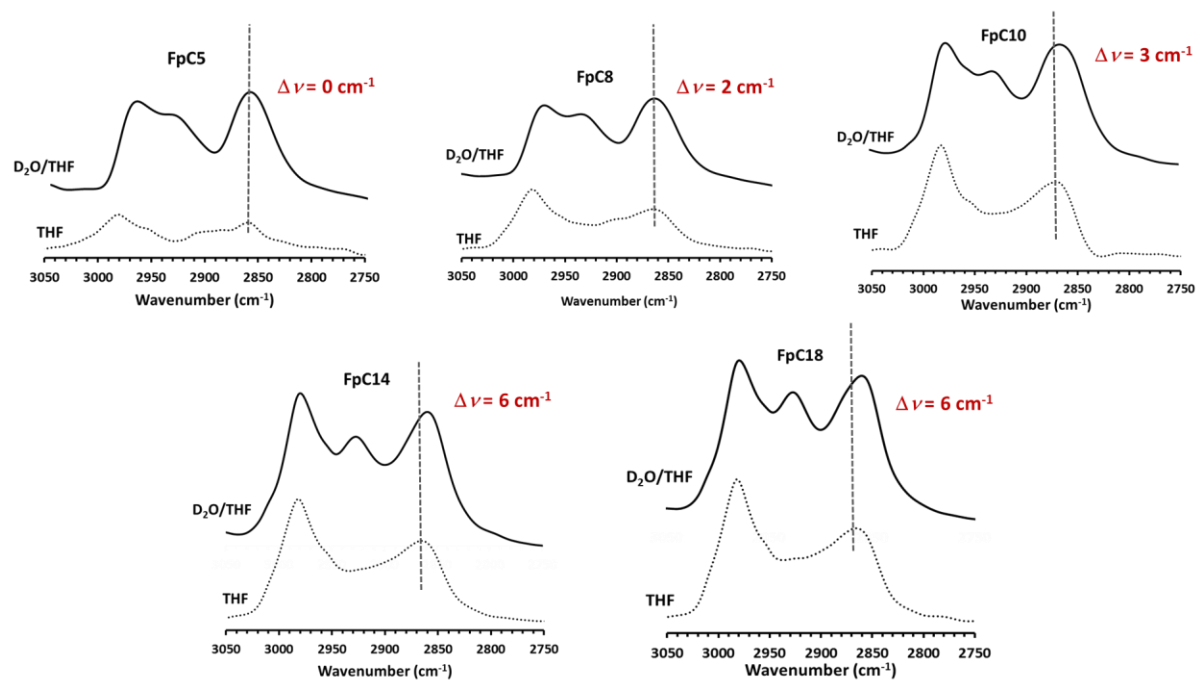 FpC5
Δν = 0 cm⁻¹
D₂O/THF
THF
3050 3000 2950 2900 2850 2800 2750
Wavenumber (cm⁻¹)
FpC8
Δν = 2 cm⁻¹
D₂O/THF
THF
3050 3000 2950 2900 2850 2800 2750
Wavenumber (cm⁻¹)
FpC10
Δν = 3 cm⁻¹
D₂O/THF
THF
3050 3000 2950 2900 2850 2800 2750
Wavenumber (cm⁻¹)
FpC14
Δν = 6 cm⁻¹
D₂O/THF
THF
3050 3000 2950 2900 2850 2800 2750
Wavenumber (cm⁻¹)
FpC18
Δν = 6 cm⁻¹
D₂O/THF
THF
3050 3000 2950 2900 2850 2800 2750
Wavenumber (cm⁻¹)